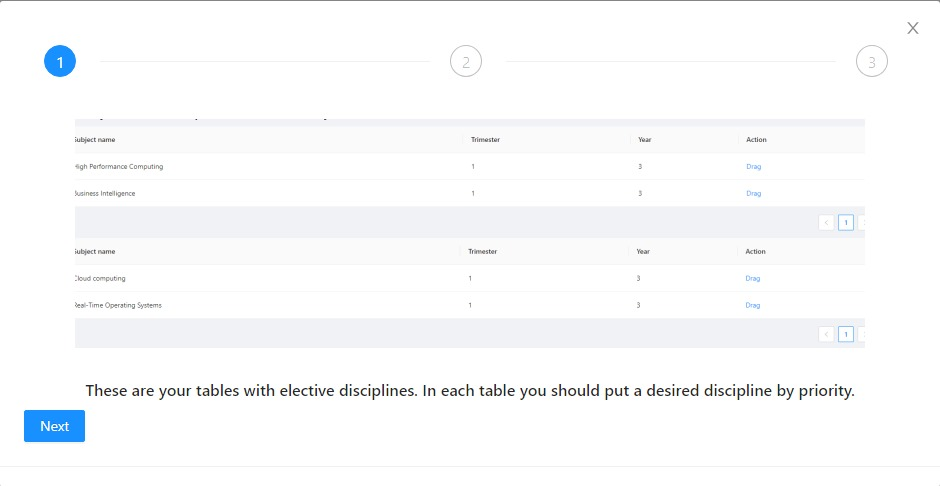 X
1 2 3
Subject name Trimester Year Action
High Performance Computing 1 3 Drag
Business Intelligence 1 3 Drag
< 1
Subject name Trimester Year Action
Cloud computing 1 3 Drag
Real-Time Operating Systems 1 3 Drag
< 1
These are your tables with elective disciplines. In each table you should put a desired discipline by priority.
Next